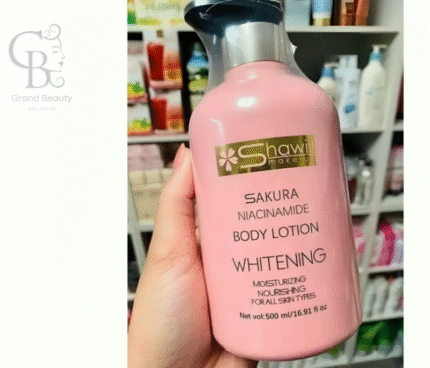 GB
Grand Beauty
Shawill
makeup
SAKURA
NIACINAMIDE
BODY LOTION
WHITENING
MOISTURIZING
NOURISHING
FOR ALL SKIN TYPES
Net vol:500 ml/16.91 fl oz